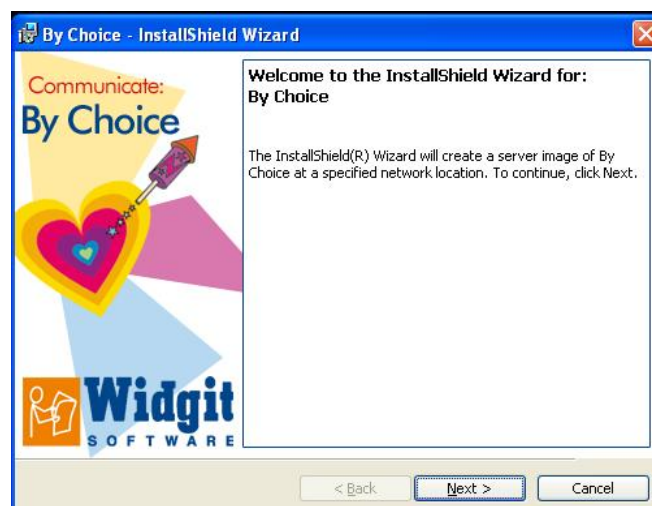 By Choice - InstallShield Wizard
Communicate:
By Choice
Widgit
SOFTWARE
Welcome to the InstallShield Wizard for:
By Choice
The InstallShield(R) Wizard will create a server image of By
Choice at a specified network location. To continue, click Next.
< Back
Next >
Cancel